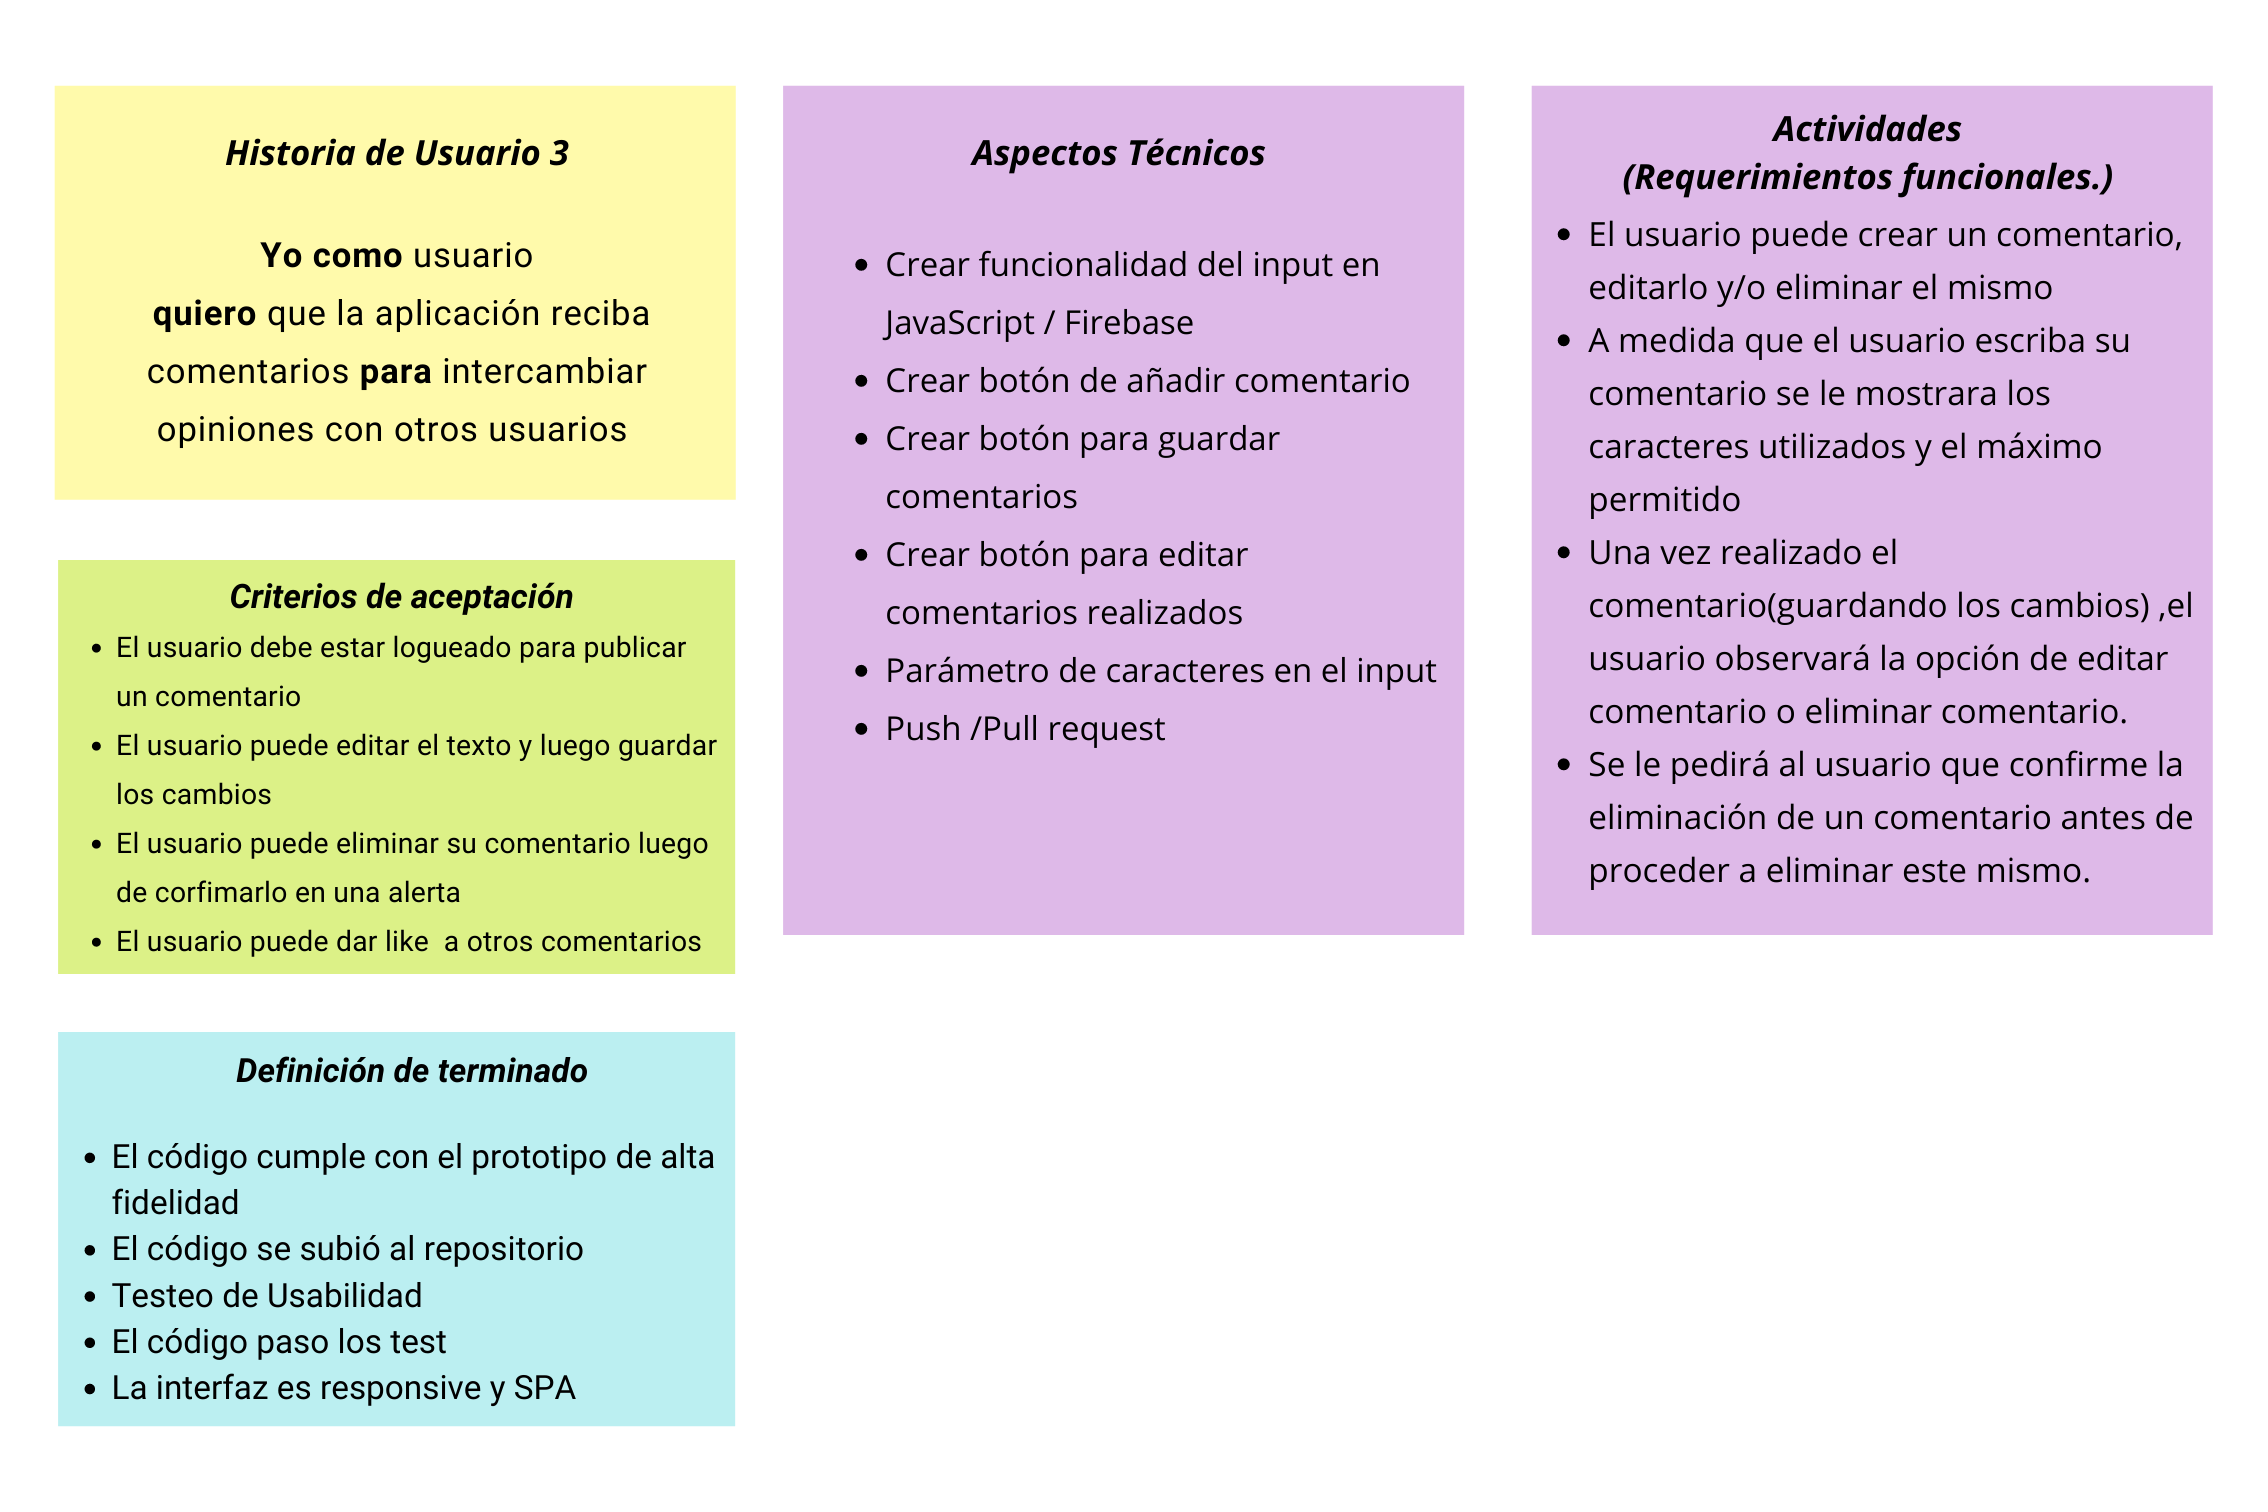 Historia de Usuario 3
Yo como usuario
quiero que la aplicación reciba
comentarios para intercambiar
opiniones con otros usuarios
Criterios de aceptación
• El usuario debe estar logueado para publicar
un comentario
• El usuario puede editar el texto y luego guardar
los cambios
• El usuario puede eliminar su comentario luego
de corfimarlo en una alerta
• El usuario puede dar like  a otros comentarios
Definición de terminado
• El código cumple con el prototipo de alta
fidelidad
• El código se subió al repositorio
• Testeo de Usabilidad
• El código paso los test
• La interfaz es responsive y SPA
Aspectos Técnicos
• Crear funcionalidad del input en
JavaScript / Firebase
• Crear botón de añadir comentario
• Crear botón para guardar
comentarios
• Crear botón para editar
comentarios realizados
• Parámetro de caracteres en el input
• Push /Pull request
Actividades
(Requerimientos funcionales.)
• El usuario puede crear un comentario,
editarlo y/o eliminar el mismo
• A medida que el usuario escriba su
comentario se le mostrara los
caracteres utilizados y el máximo
permitido
• Una vez realizado el
comentario(guardando los cambios) ,el
usuario observará la opción de editar
comentario o eliminar comentario.
• Se le pedirá al usuario que confirme la
eliminación de un comentario antes de
proceder a eliminar este mismo.